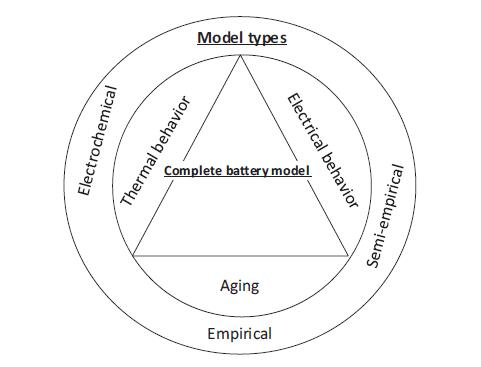 Model types
Electrochemical
Thermal behavior
Electrical behavior
Complete battery model
Semi-empirical
Aging
Empirical